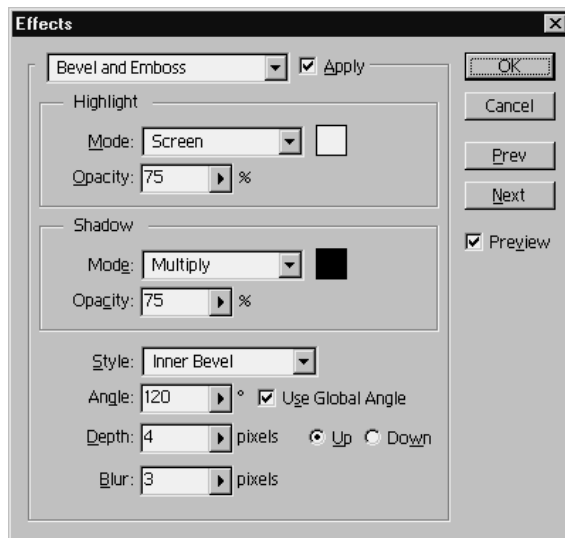 Effects
Bevel and Emboss Apply
Highlight
Mode: Screen
Opacity: 75 %
Shadow
Mode: Multiply
Opacity: 75 %
Style: Inner Bevel
Angle: 120 ° Use Global Angle
Depth: 4 pixels Up Down
Blur: 3 pixels
OK
Cancel
Prev
Next
Preview